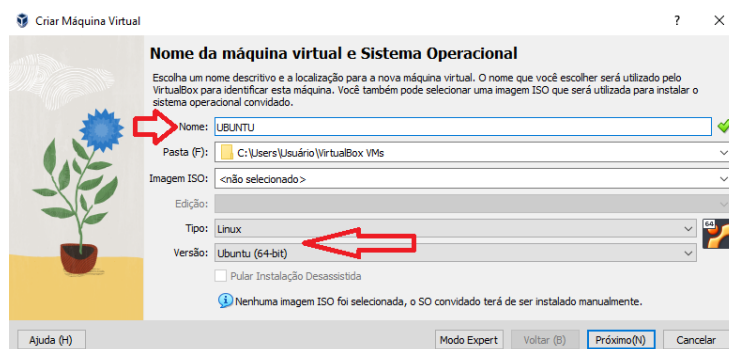 Criar Máquina Virtual
? ×
Nome da máquina virtual e Sistema Operacional
Escolha um nome descritivo e a localização para a nova máquina virtual. O nome que você escolher será utilizado pelo
VirtualBox para identificar esta máquina. Você também pode selecionar uma imagem ISO que será utilizada para instalar o
sistema operacional convidado.
Nome: UBUNTU
Pasta (F): C:\Users\Usuário\VirtualBox VMs
Imagem ISO: <não selecionado>
Edição:
Tipo: Linux
64
Versão: Ubuntu (64-bit)
Pular Instalação Desassistida
Nenhuma imagem ISO foi selecionada, o SO convidado terá de ser instalado manualmente.
Ajuda (H) Modo Expert Voltar (B) Próximo(N) Cancelar